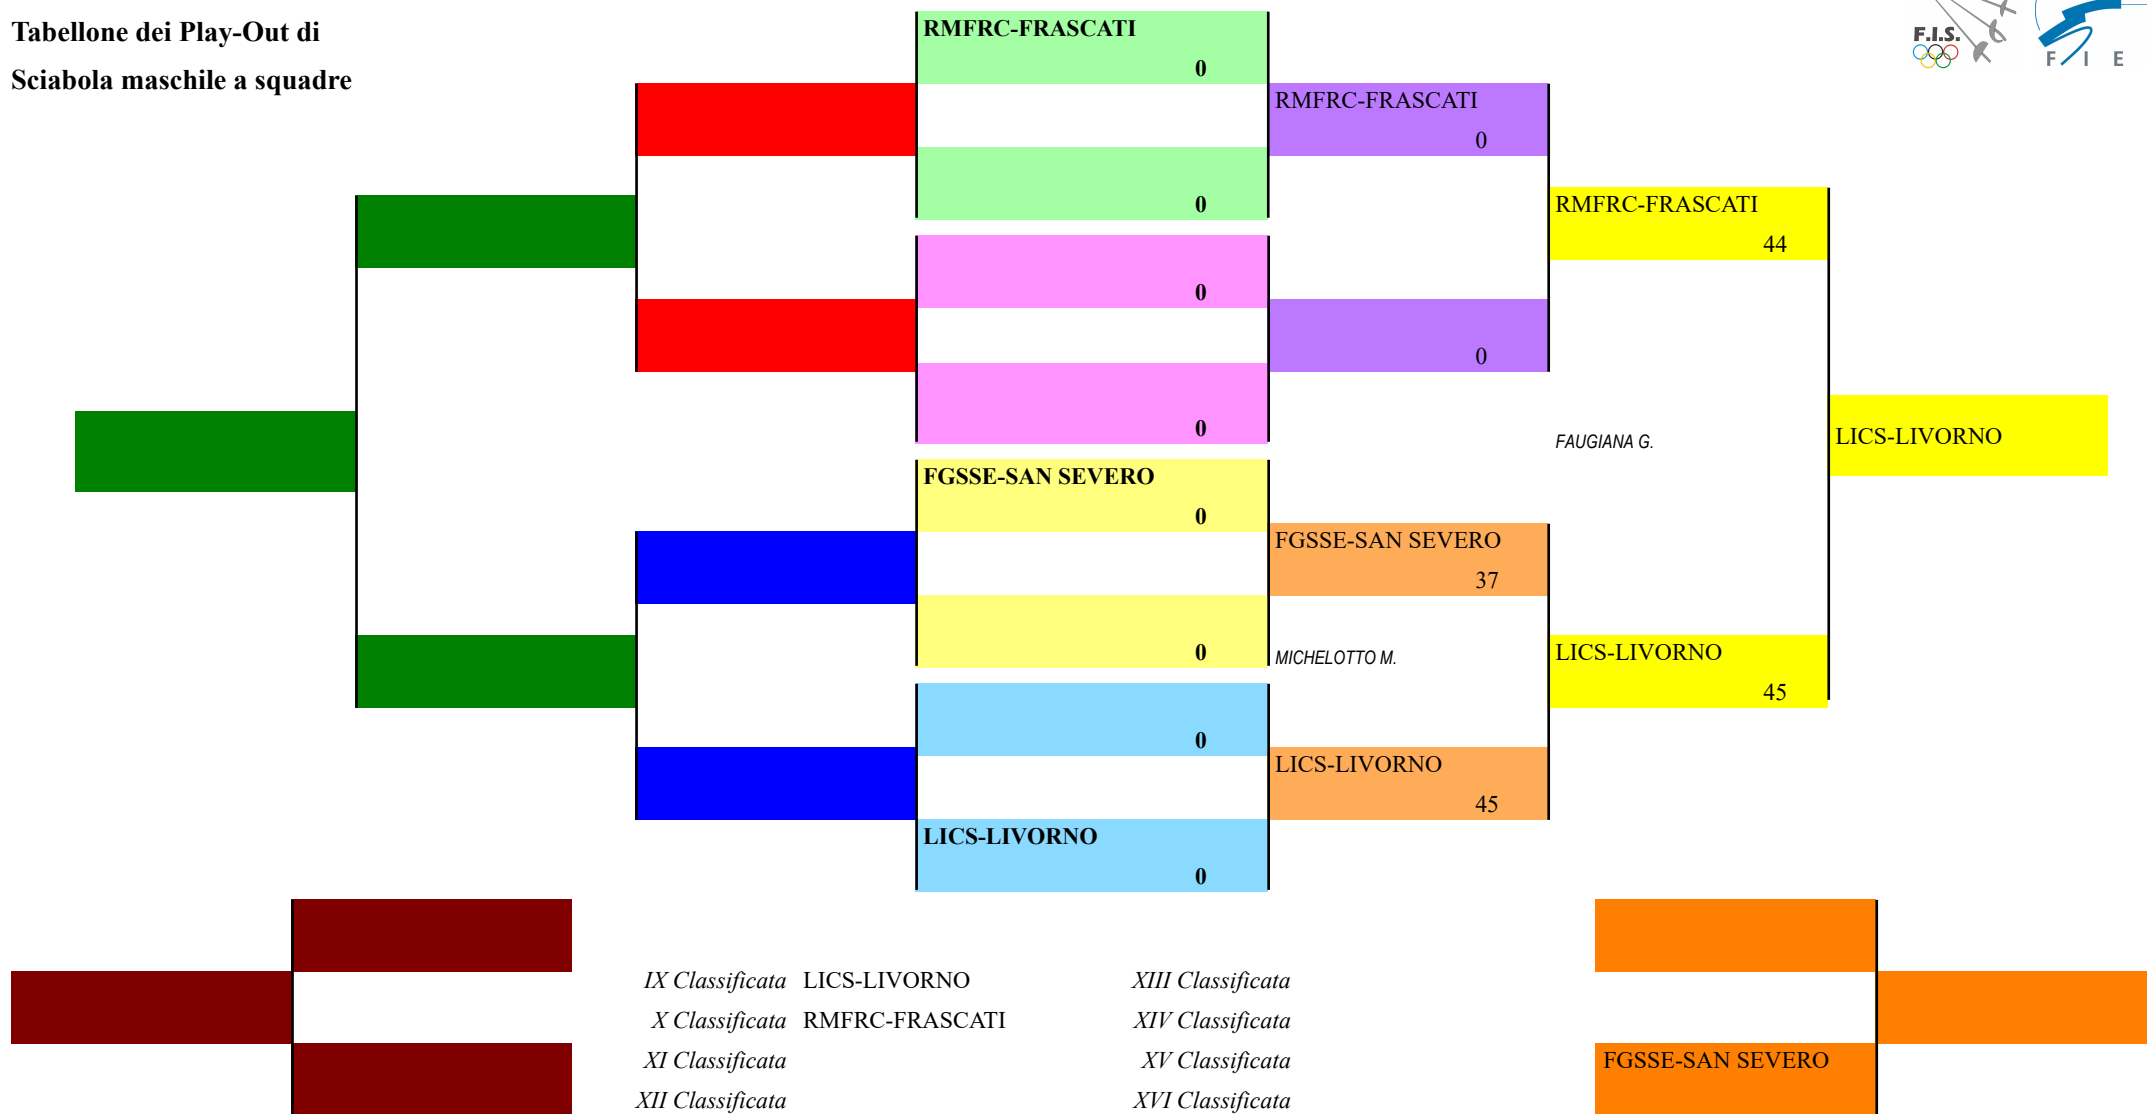 Tabellone dei Play-Out di
Sciabola maschile a squadre
F.I.S.
F I E
RMFRC-FRASCATI
0
0
0
0
FGSSE-SAN SEVERO
0
0
0
LICS-LIVORNO
0
RMFRC-FRASCATI
0
0
FGSSE-SAN SEVERO
37
MICHELOTTO M.
LICS-LIVORNO
45
RMFRC-FRASCATI
44
FAUGIANA G.
LICS-LIVORNO
45
LICS-LIVORNO
IX Classificata LICS-LIVORNO
X Classificata RMFRC-FRASCATI
XI Classificata
XII Classificata
XIII Classificata
XIV Classificata
XV Classificata
XVI Classificata
FGSSE-SAN SEVERO